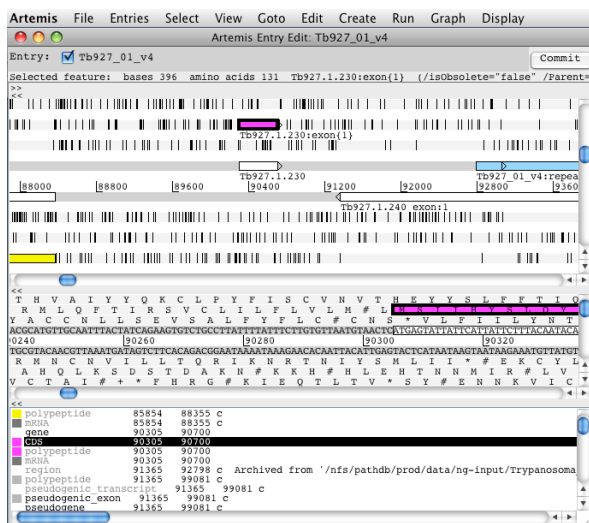 Artemis File Entries Select View Goto Edit Create Run Graph Display
Artemis Entry Edit: Tb927_01_v4
Entry: Tb927_01_v4
Commit
Selected feature: bases 396 amino acids 131 Tb927.1.230:exon{1} (/isObsolete="false" /Parent=
>>
<<
Tb927.1.230:exon{1}
Tb927.1.230 Tb927_01_v4:repea
88000 88800 89600 90400 91200 92000 92800 9360
Tb927.1.240 exon:1
<<
T H V A I Y Y Q K C L P Y F I S C V N V T H E Y Y S L F F T I Q
R M L Q F T I R S V C L I L F L V L M # L M S I I H Y S L Q Y
Y A C C N L L S E V S A L F Y F L C # C N S * V L F I I L Y N T
ACGCATGTTGCAATTTACTATCAGAAGTGTCTGCCTTATTTTATTTCTTGTGTTAATGTAACTCATGAGTATTATTCATTATTCTTTACAATACA
90240 90260 90280 90300 90320
TGCGTACAACGTTAAATGATAGTCTTCACAGACGGAATAAAATAAAGAACACAATTACATTGAGTACTCATAATAAGTAATAAGAAATGTTATGT
R M N C N V I L L T Q R I K N R T N I Y S M L I I * # E K C Y L
A H Q L K S D S T D A K N # K K H # H L E H T N N M I R # L V
V C T A I # + * F H R G # K I E Q T L T V * S Y # E N N K V I C
<<
polypeptide 85854 88355 c
mRNA 85854 88355 c
gene 90305 90700
CDS 90305 90700
polypeptide 90305 90700
mRNA 90305 90700
region 91365 92798 c Archived from '/nfs/pathdb/prod/data/ng-input/Trypanosoma_
polypeptide 91365 99081 c
pseudogenic_transcript 91365 99081 c
pseudogenic_exon 91365 99081 c
pseudogene 91365 99081 c